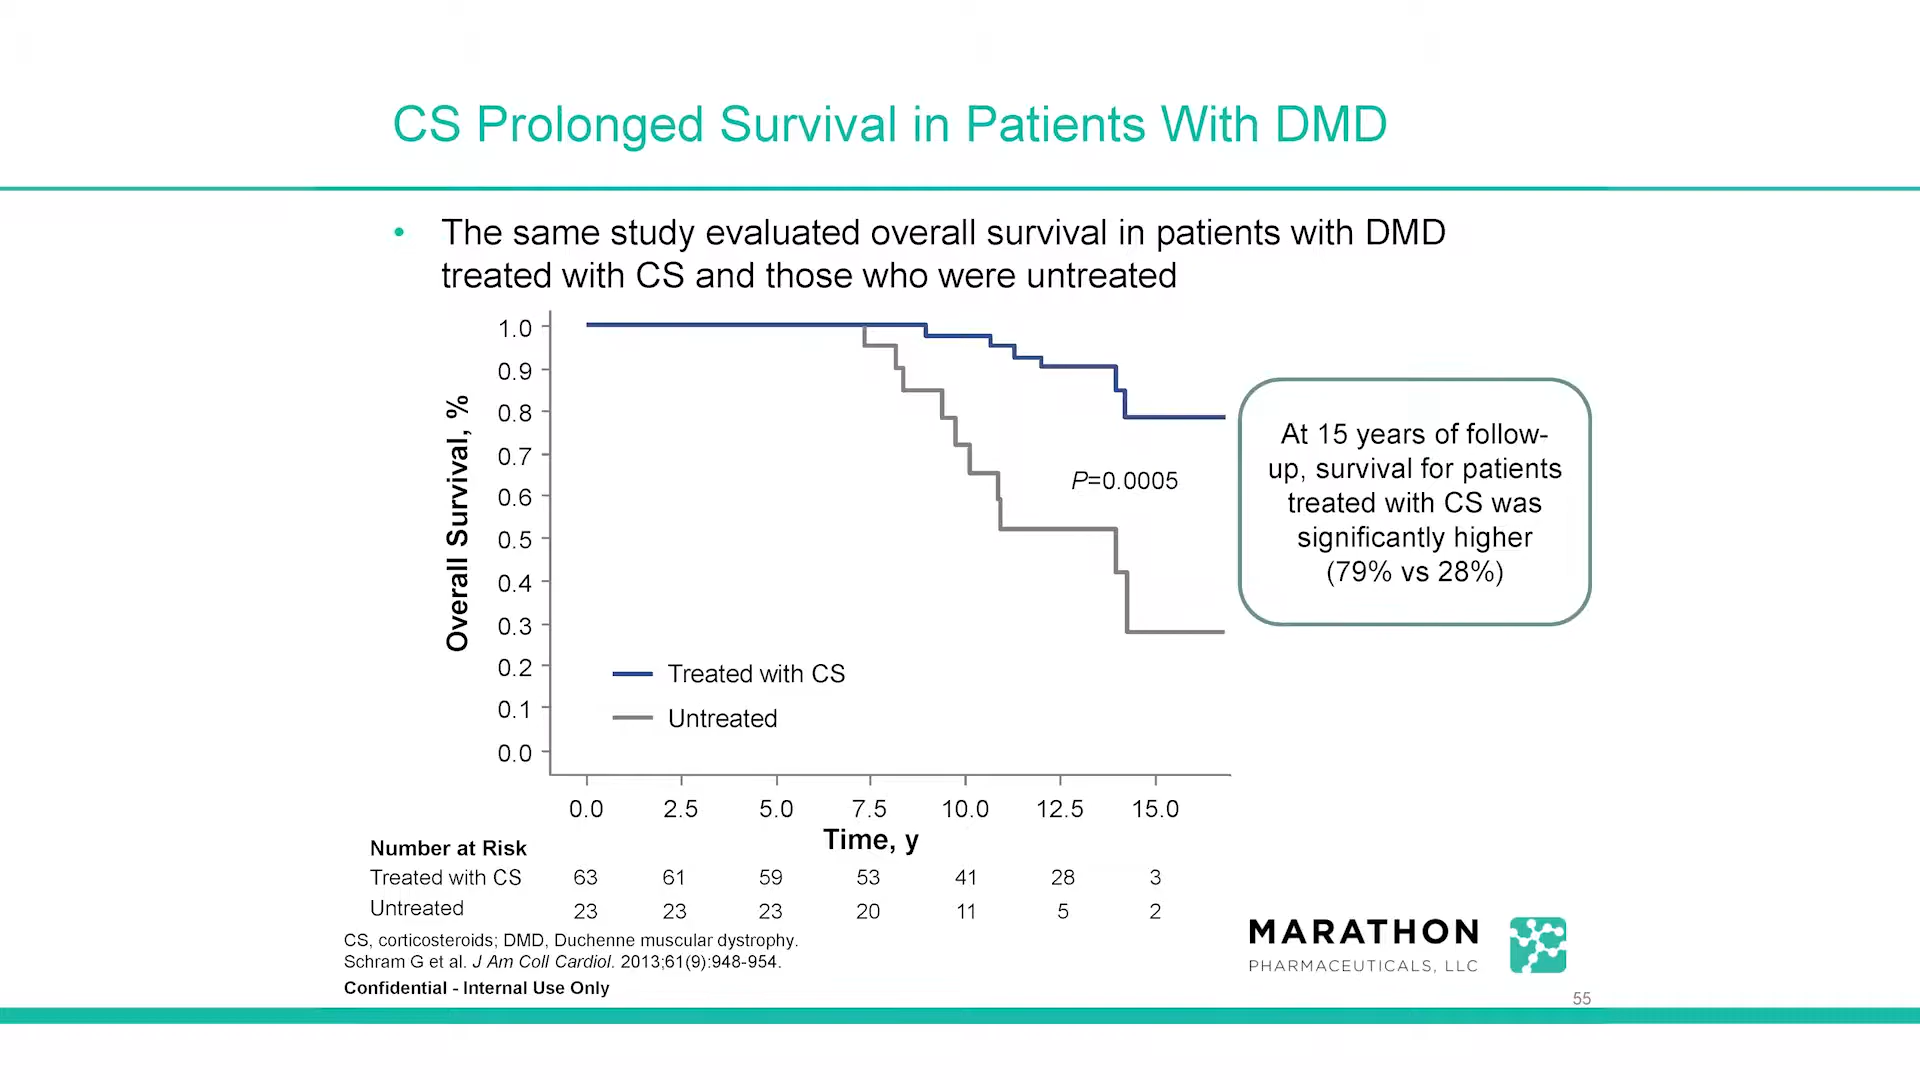 CS Prolonged Survival in Patients With DMD
• The same study evaluated overall survival in patients with DMD
treated with CS and those who were untreated
Overall Survival, %
1.0
0.9
0.8
0.7
0.6
0.5
0.4
0.3
0.2
0.1
0.0
P=0.0005
Treated with CS
Untreated
At 15 years of follow-
up, survival for patients
treated with CS was
significantly higher
(79% vs 28%)
0.0 2.5 5.0 7.5 10.0 12.5 15.0
Time, y
Number at Risk
Treated with CS 63 61 59 53 41 28 3
Untreated 23 23 23 20 11 5 2
CS, corticosteroids; DMD, Duchenne muscular dystrophy.
Schram G et al. J Am Coll Cardiol. 2013;61(9):948-954.
Confidential - Internal Use Only
MARATHON
PHARMACEUTICALS, LLC
55